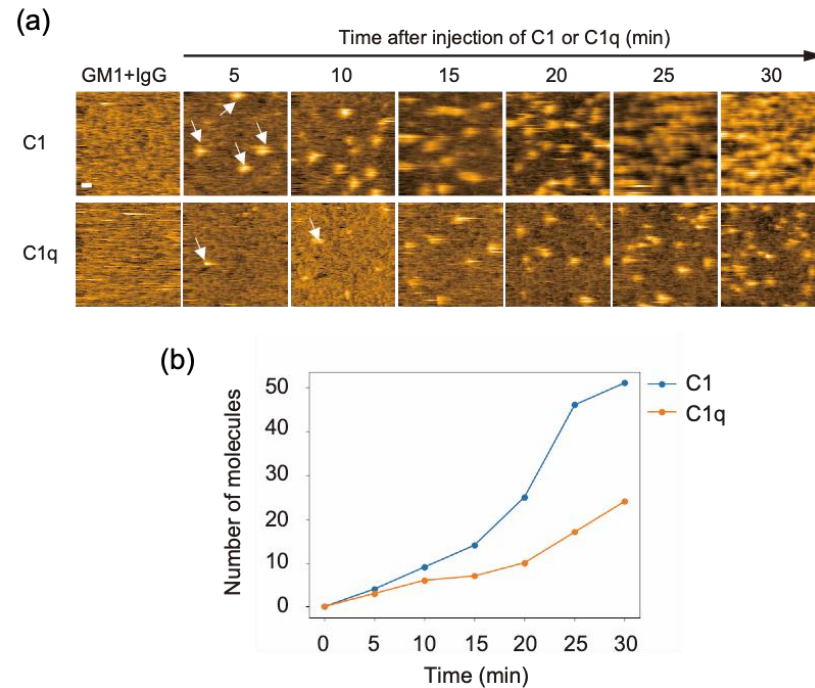 (a)
Time after injection of C1 or C1q (min)
GM1+IgG 5 10 15 20 25 30
C1
C1q
(b)
50
40
30
20
10
0
Number of molecules
C1
C1q
0 5 10 15 20 25 30
Time (min)